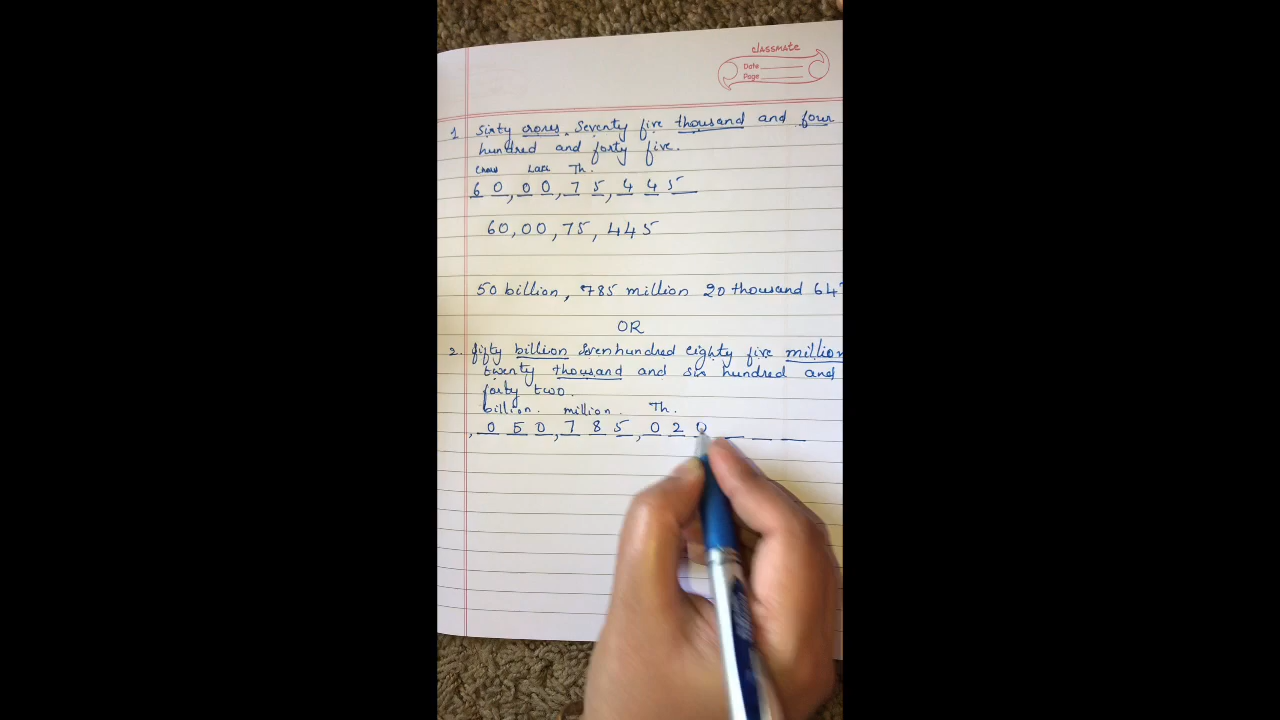 classmate
Date
Page
1 Sixty crores, Seventy five thousand and four
hundred and forty five.
Crores Lakh Th.
6 0, 0 0, 7 5, 4 4 5
60,00,75,445
50 billion, 785 million 20 thousand 64
OR
2. fifty billion Sevenhundred eighty five million
twenty thousand and six hundred and
forty two.
billion. million. Th.
, 0 5 0, 7 8 5, 0 2 0